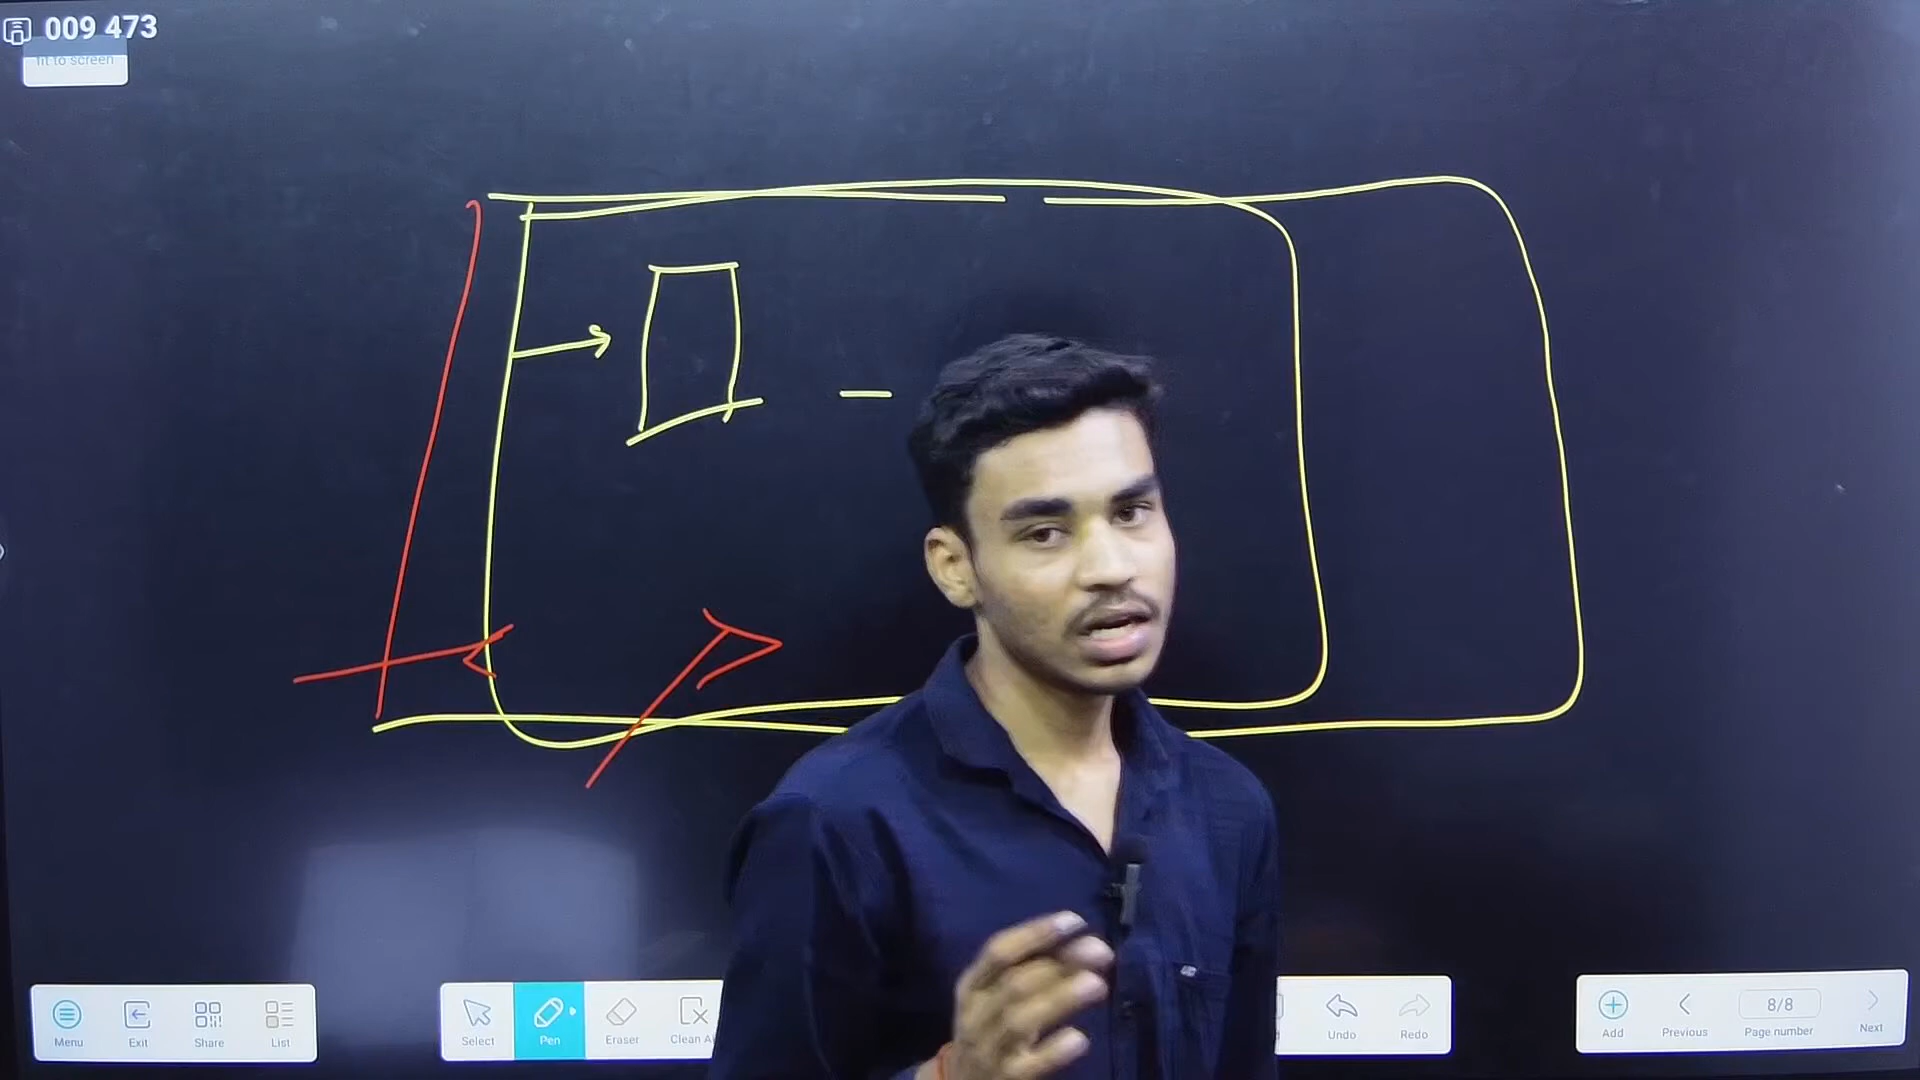 009 473
fit to screen
Menu
Exit
Share
List
Select
Pen
Eraser
Clean
Undo
Redo
Add
Previous
8/8
Page number
Next